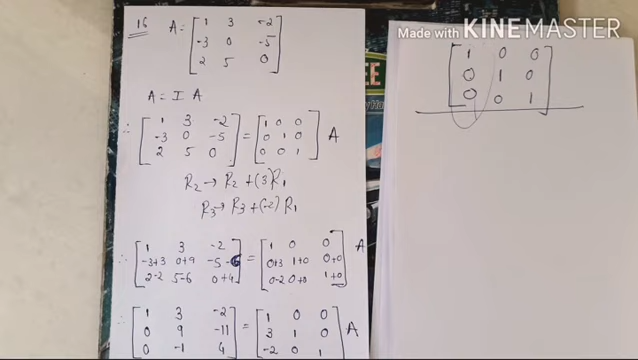 Made with KINEMASTER
16 A = [ 1 3 -2
-3 0 -5
2 5 0 ]
A = I A
∴ [ 1 3 -2
-3 0 -5
2 5 0 ] = [ 1 0 0
0 1 0
0 0 1 ] A
R2 → R2 + (3)R1
R3 → R3 + (-2) R1
∴ [ 1 3 -2
-3+3 0+9 -5-6
2-2 5-6 0+4 ] = [ 1 0 0
0+3 1+0 0+0
0-2 0+0 1+0 ] A
∴ [ 1 3 -2
0 9 -11
0 -1 4 ] = [ 1 0 0
3 1 0
-2 0 1 ] A
[ 1 0 0
0 1 0
0 0 1 ]